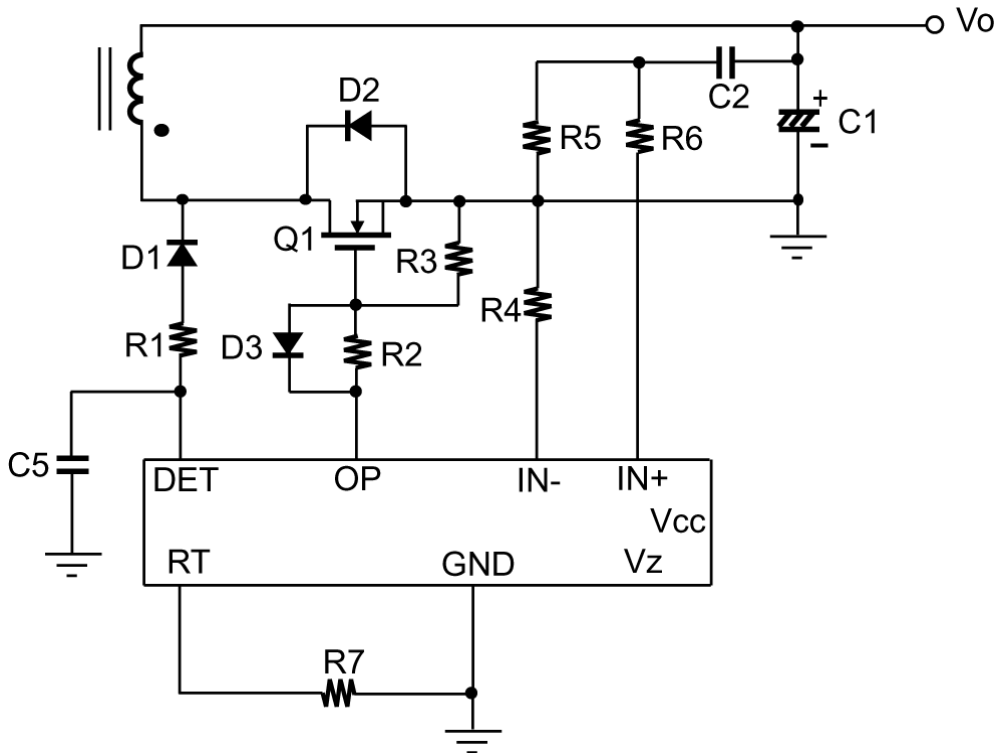 Vo
D2
C2
C1
+
−
R5
R6
Q1
D1
R3
R4
R1
D3
R2
C5
DET
OP
IN-
IN+
Vcc
RT
GND
Vz
R7